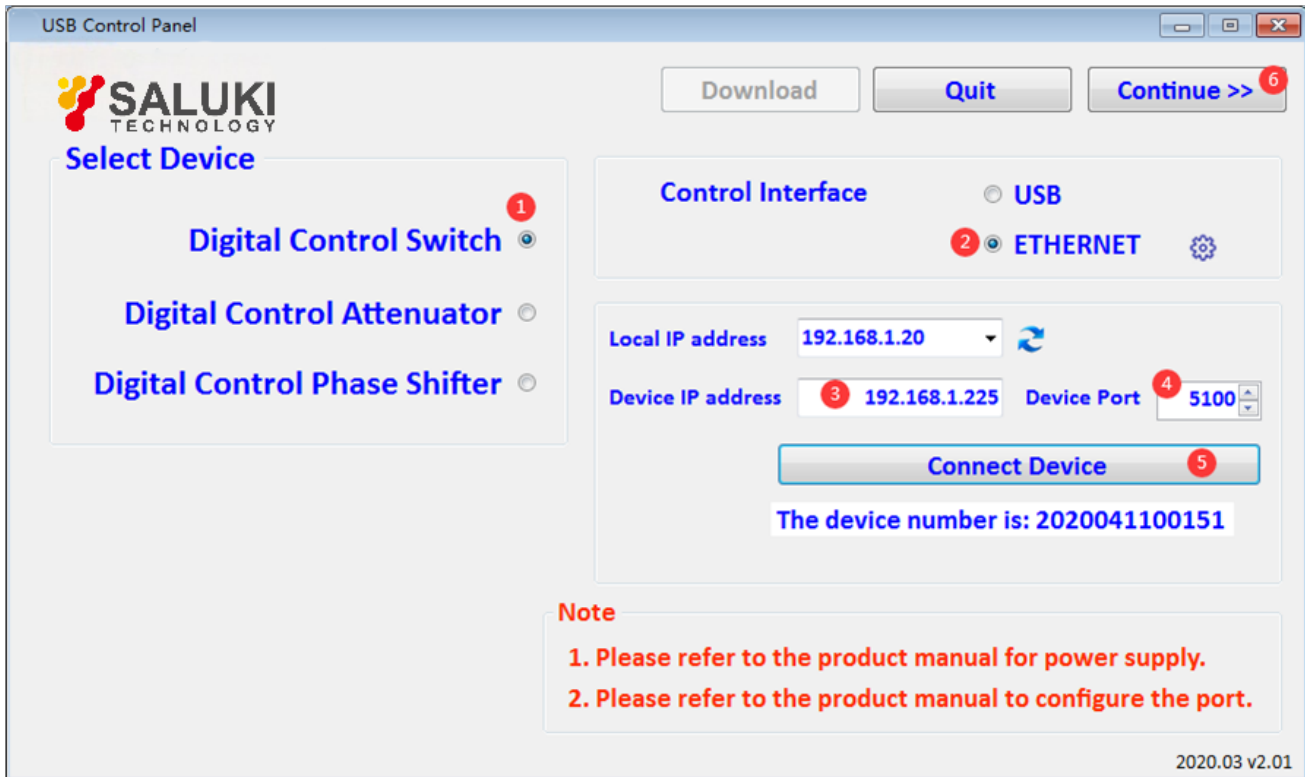 USB Control Panel
SALUKI
TECHNOLOGY
Download
Quit
Continue >>
6
Select Device
1
Digital Control Switch
Digital Control Attenuator
Digital Control Phase Shifter
Control Interface
USB
2
ETHERNET
Local IP address
192.168.1.20
Device IP address
3
192.168.1.225
Device Port
4
5100
Connect Device
5
The device number is: 2020041100151
Note
1. Please refer to the product manual for power supply.
2. Please refer to the product manual to configure the port.
2020.03 v2.01